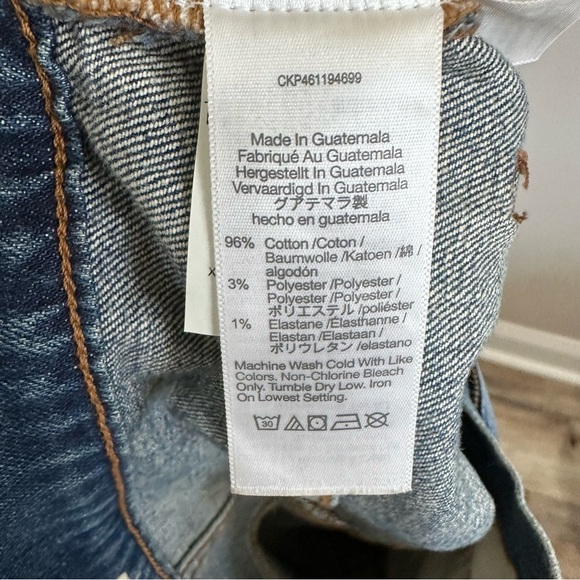 CKP461194699
Made In Guatemala
Fabriqué Au Guatemala
Hergestellt In Guatemala
Vervaardigd In Guatemala
グアテマラ製
hecho en guatemala
96% Cotton /Coton /
Baumwolle /Katoen /綿 /
algodón
3% Polyester /Polyester /
Polyester /Polyester /
ポリエステル /poliéster
1% Elastane /Élasthanne /
Elastan /Elastaan /
ポリウレタン /elastano
Machine Wash Cold With Like
Colors. Non-Chlorine Bleach
Only. Tumble Dry Low. Iron
On Lowest Setting.
30